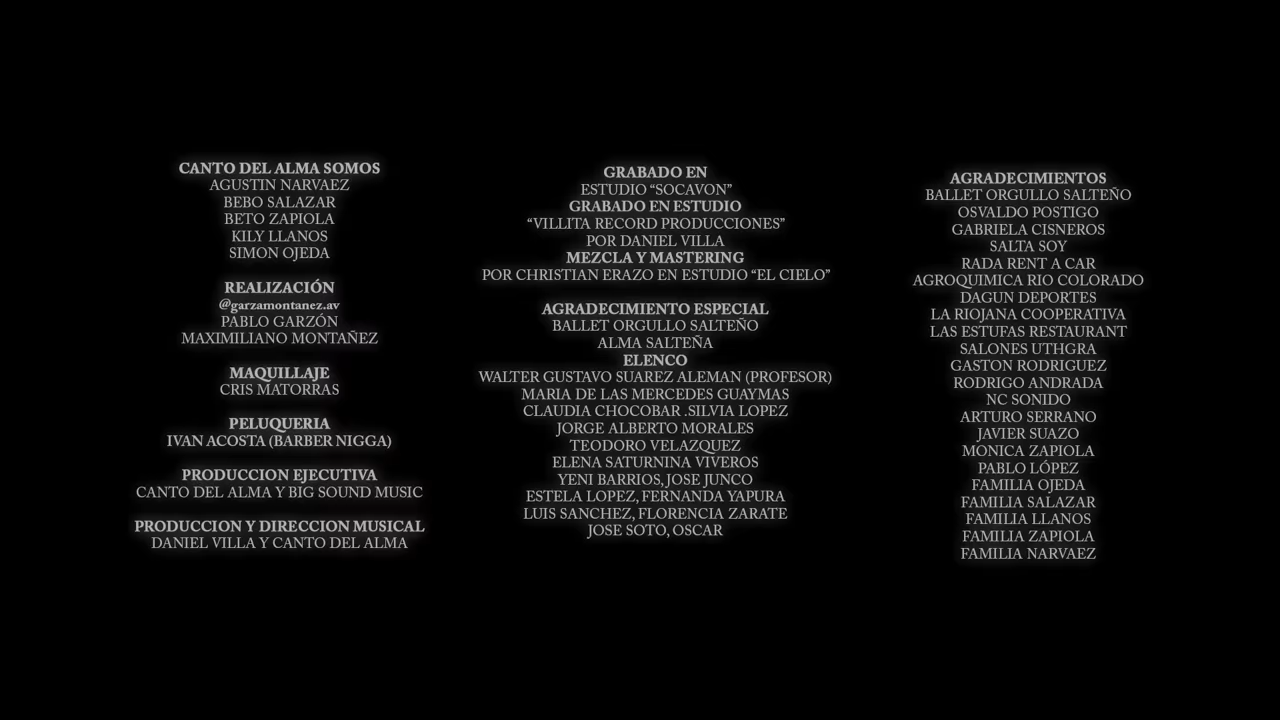 CANTO DEL ALMA SOMOS
AGUSTIN NARVAEZ
BEBO SALAZAR
BETO ZAPIOLA
KILY LLANOS
SIMON OJEDA
REALIZACIÓN
@garzamontanez.av
PABLO GARZÓN
MAXIMILIANO MONTAÑEZ
MAQUILLAJE
CRIS MATORRAS
PELUQUERIA
IVAN ACOSTA (BARBER NIGGA)
PRODUCCION EJECUTIVA
CANTO DEL ALMA Y BIG SOUND MUSIC
PRODUCCION Y DIRECCION MUSICAL
DANIEL VILLA Y CANTO DEL ALMA
GRABADO EN
ESTUDIO “SOCAVON”
GRABADO EN ESTUDIO
“VILLITA RECORD PRODUCCIONES”
POR DANIEL VILLA
MEZCLA Y MASTERING
POR CHRISTIAN ERAZO EN ESTUDIO “EL CIELO”
AGRADECIMIENTO ESPECIAL
BALLET ORGULLO SALTEÑO
ALMA SALTEÑA
ELENCO
WALTER GUSTAVO SUAREZ ALEMAN (PROFESOR)
MARIA DE LAS MERCEDES GUAYMAS
CLAUDIA CHOCOBAR .SILVIA LOPEZ
JORGE ALBERTO MORALES
TEODORO VELAZQUEZ
ELENA SATURNINA VIVEROS
YENI BARRIOS, JOSE JUNCO
ESTELA LOPEZ, FERNANDA YAPURA
LUIS SANCHEZ, FLORENCIA ZARATE
JOSE SOTO, OSCAR
AGRADECIMIENTOS
BALLET ORGULLO SALTEÑO
OSVALDO POSTIGO
GABRIELA CISNEROS
SALTA SOY
RADA RENT A CAR
AGROQUIMICA RIO COLORADO
DAGUN DEPORTES
LA RIOJANA COOPERATIVA
LAS ESTUFAS RESTAURANT
SALONES UTHGRA
GASTON RODRIGUEZ
RODRIGO ANDRADA
NC SONIDO
ARTURO SERRANO
JAVIER SUAZO
MONICA ZAPIOLA
PABLO LÓPEZ
FAMILIA OJEDA
FAMILIA SALAZAR
FAMILIA LLANOS
FAMILIA ZAPIOLA
FAMILIA NARVAEZ